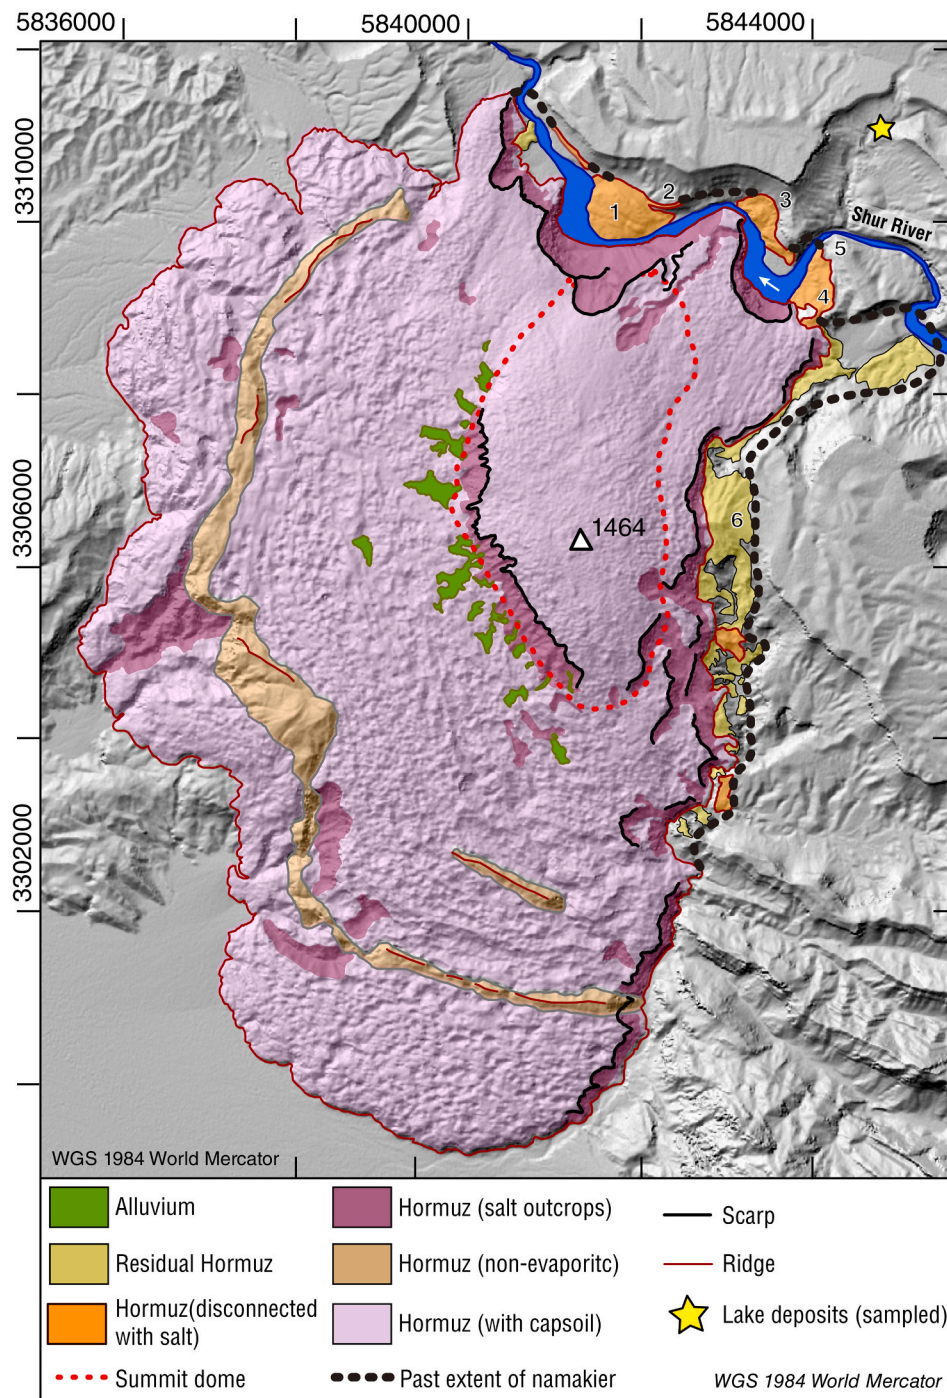 5836000 5840000 5844000
3310000
3306000
3302000
1
2
3
Shur River
5
4
1464
6
WGS 1984 World Mercator
Alluvium
Hormuz (salt outcrops)
Scarp
Residual Hormuz
Hormuz (non-evaporitc)
Ridge
Hormuz(disconnected
with salt)
Hormuz (with capsoil)
Lake deposits (sampled)
Summit dome
Past extent of namakier
WGS 1984 World Mercator